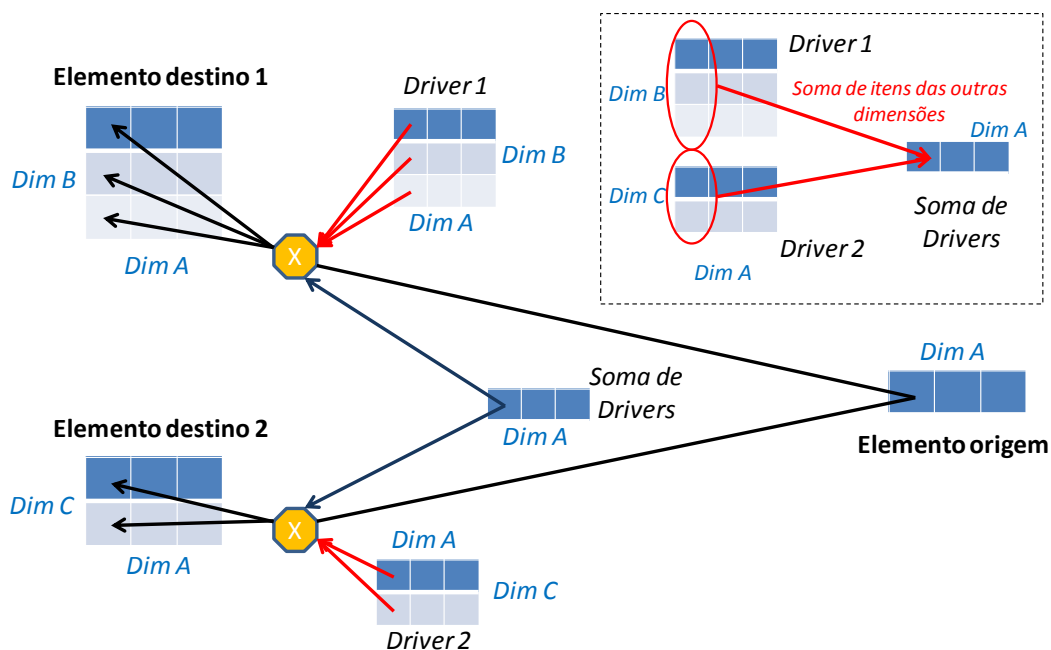 Elemento destino 1
Driver 1
Dim B
Dim B
Dim A
Dim A
X
Driver 1
Dim B
Soma de itens das outras
dimensões
Dim A
Dim C
Soma de
Drivers
Driver 2
Dim A
Soma de
Drivers
Dim A
Dim A
Elemento origem
Elemento destino 2
Dim C
Dim A
X
Dim A
Dim C
Driver 2